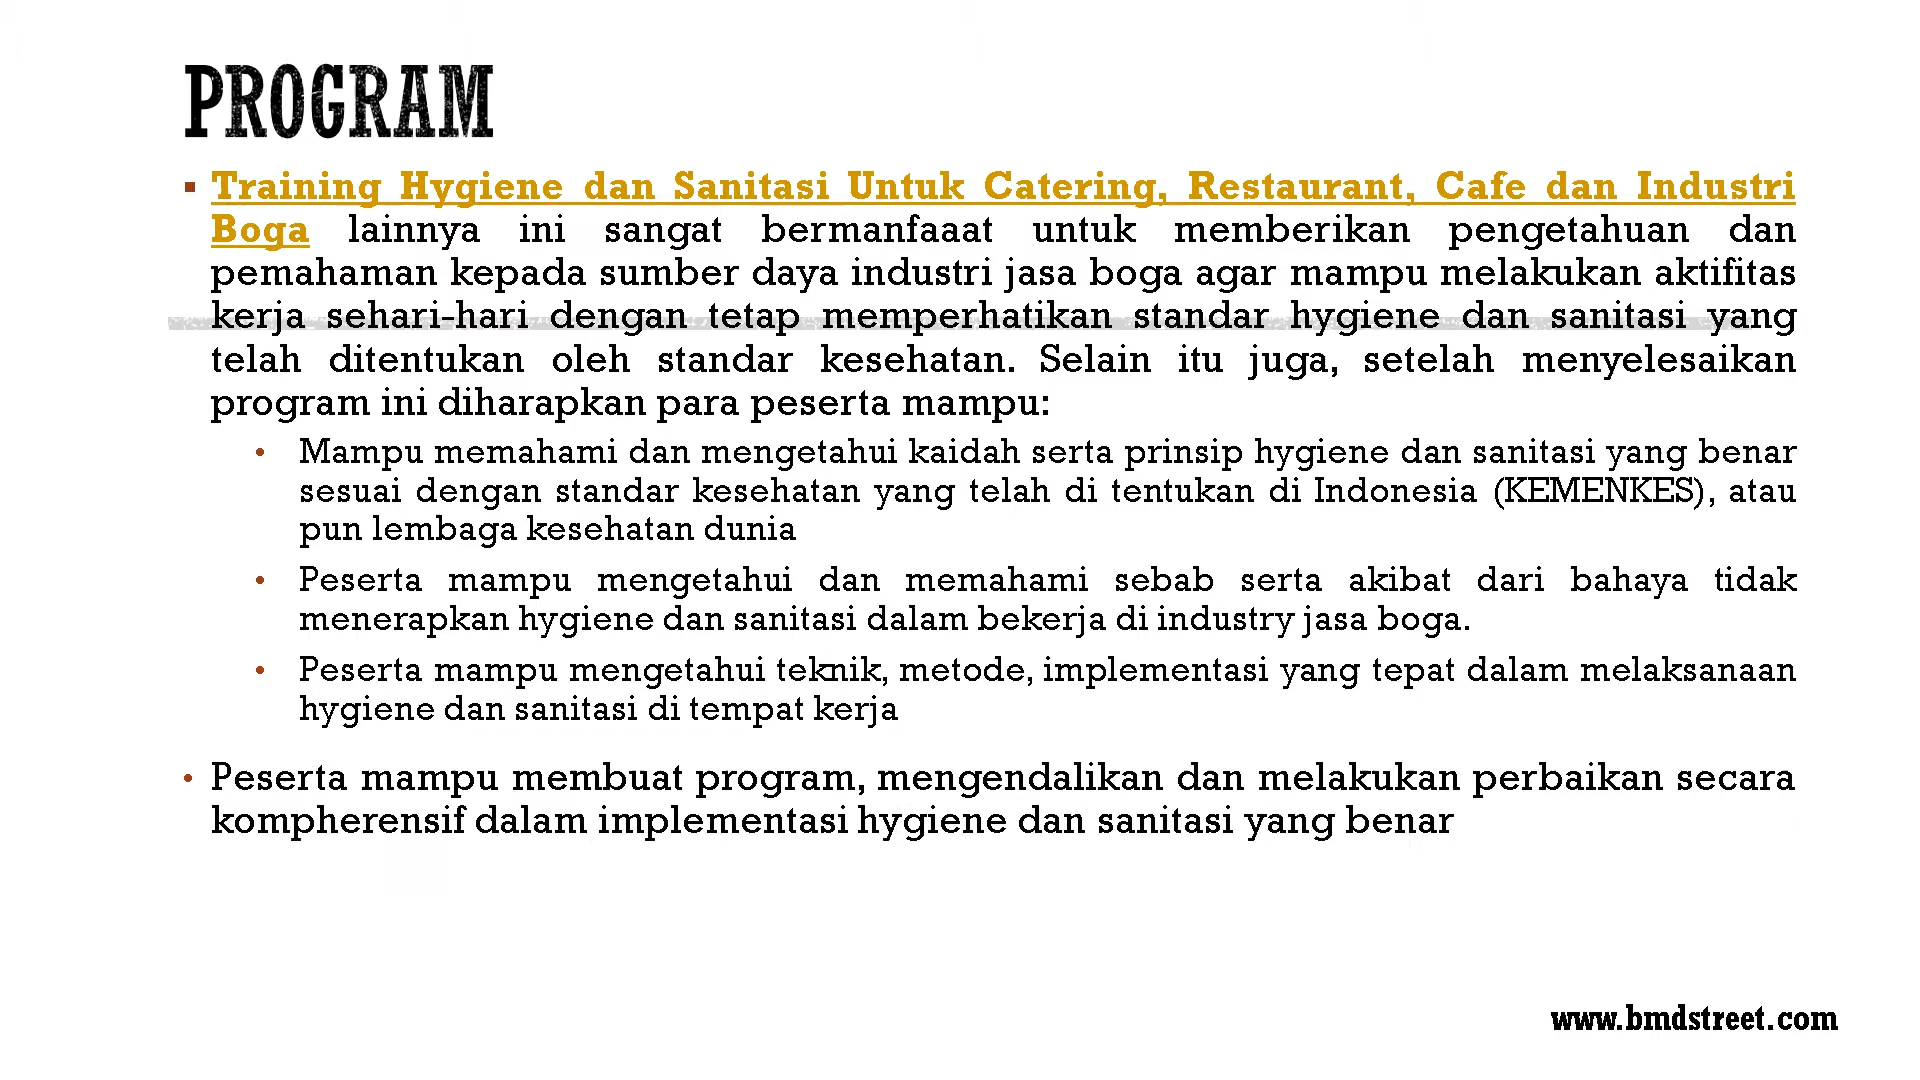 PROGRAM
▪ Training Hygiene dan Sanitasi Untuk Catering, Restaurant, Cafe dan Industri
Boga lainnya ini sangat bermanfaaat untuk memberikan pengetahuan dan
pemahaman kepada sumber daya industri jasa boga agar mampu melakukan aktifitas
kerja sehari-hari dengan tetap memperhatikan standar hygiene dan sanitasi yang
telah ditentukan oleh standar kesehatan. Selain itu juga, setelah menyelesaikan
program ini diharapkan para peserta mampu:
• Mampu memahami dan mengetahui kaidah serta prinsip hygiene dan sanitasi yang benar
sesuai dengan standar kesehatan yang telah di tentukan di Indonesia (KEMENKES), atau
pun lembaga kesehatan dunia
• Peserta mampu mengetahui dan memahami sebab serta akibat dari bahaya tidak
menerapkan hygiene dan sanitasi dalam bekerja di industry jasa boga.
• Peserta mampu mengetahui teknik, metode, implementasi yang tepat dalam melaksanaan
hygiene dan sanitasi di tempat kerja
• Peserta mampu membuat program, mengendalikan dan melakukan perbaikan secara
kompherensif dalam implementasi hygiene dan sanitasi yang benar
www.bmdstreet.com